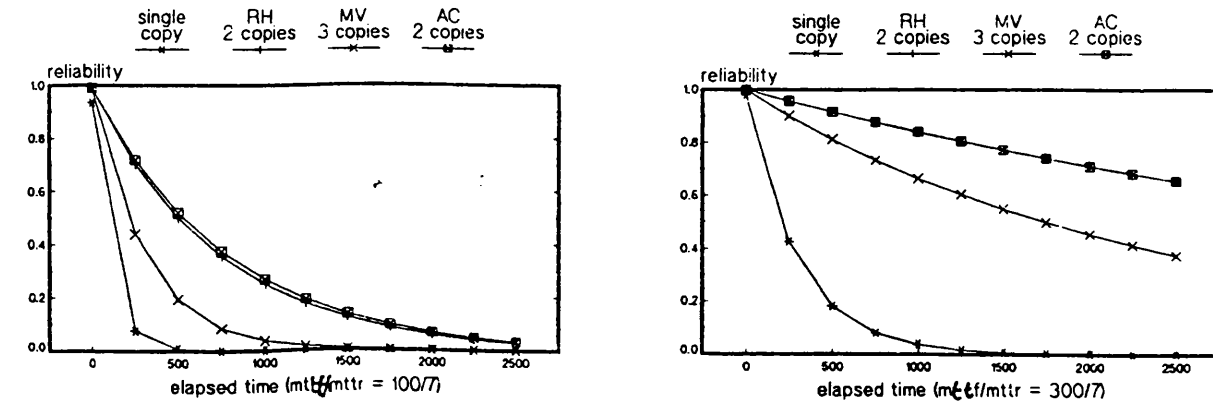 single RH MV AC
copy 2 copies 3 copies 2 copies
reliability
1.0
0.8
0.6
0.4
0.2
0.0
0 500 1000 1500 2000 2500
elapsed time (mttf/mttr = 100/7)
single RH MV AC
copy 2 copies 3 copies 2 copies
reliability
1.0
0.8
0.6
0.4
0.2
0.0
0 500 1000 1500 2000 2500
elapsed time (mttf/mttr = 300/7)